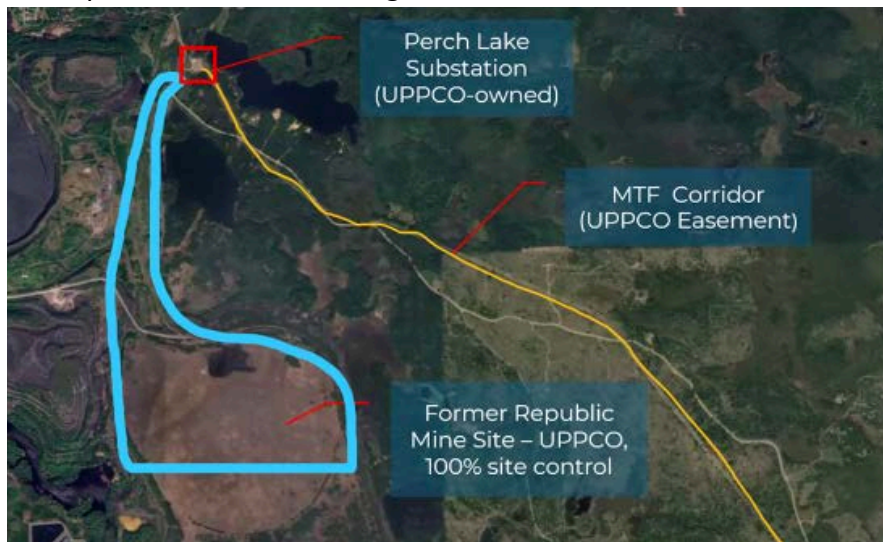 Perch Lake
Substation
(UPPCO-owned)
MTF Corridor
(UPPCO Easement)
Former Republic
Mine Site – UPPCO,
100% site control